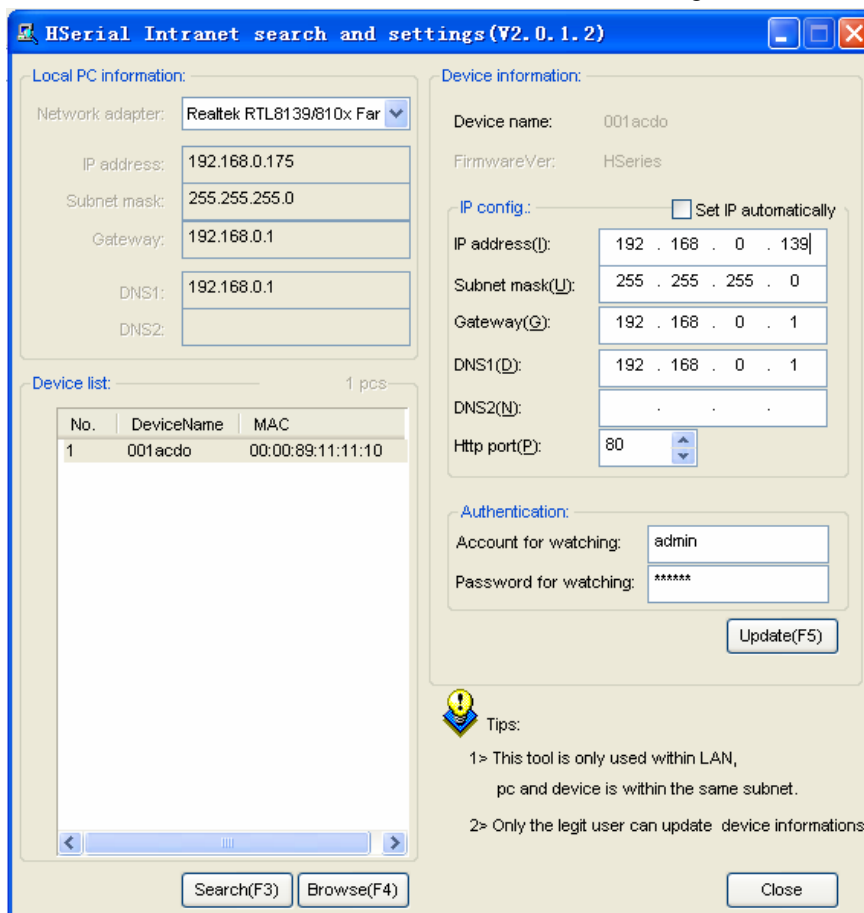 HSerial Intranet search and settings(V2.0.1.2)
Local PC information:
Network adapter: Realtek RTL8139/810x Far
IP address: 192.168.0.175
Subnet mask: 255.255.255.0
Gateway: 192.168.0.1
DNS1: 192.168.0.1
DNS2:
Device list: 1 pcs
No. DeviceName MAC
1 001acdo 00:00:89:11:11:10
Search(F3) Browse(F4)
Device information:
Device name: 001acdo
FirmwareVer: HSeries
IP config.: Set IP automatically
IP address(I): 192 . 168 . 0 . 139
Subnet mask(U): 255 . 255 . 255 . 0
Gateway(G): 192 . 168 . 0 . 1
DNS1(D): 192 . 168 . 0 . 1
DNS2(N): . . .
Http port(P): 80
Authentication:
Account for watching: admin
Password for watching: ******
Update(F5)
Tips:
1> This tool is only used within LAN,
pc and device is within the same subnet.
2> Only the legit user can update device informations
Close